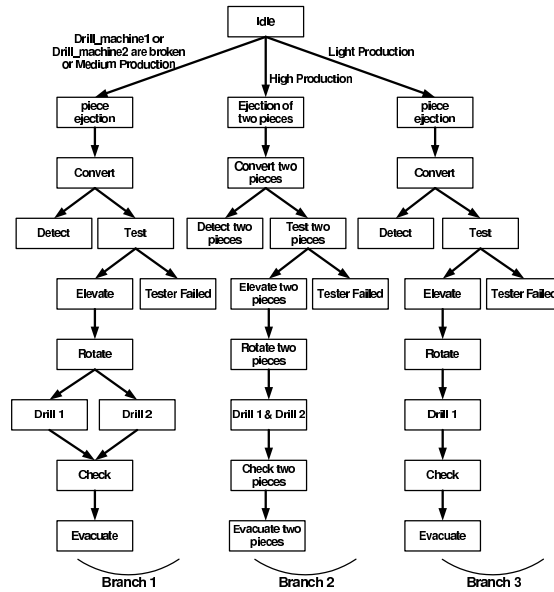 Idle
Drill_machine1 or
Drill_machine2 are broken
or Medium Production
Light Production
High Production
piece
ejection
Ejection of
two pieces
piece
ejection
Convert
Convert two
pieces
Convert
Detect
Test
Detect two
pieces
Test two
pieces
Detect
Test
Elevate
Tester Failed
Elevate two
pieces
Tester Failed
Elevate
Tester Failed
Rotate
Rotate two
pieces
Rotate
Drill 1
Drill 2
Drill 1 & Drill 2
Drill 1
Check
Check two
pieces
Check
Evacuate
Evacuate two
pieces
Evacuate
Branch 1
Branch 2
Branch 3